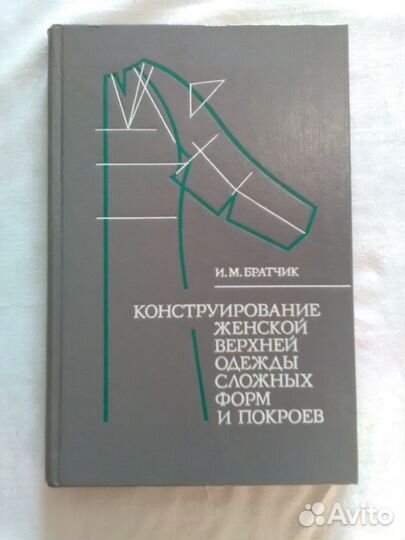 И.М. БРАТЧИК
КОНСТРУИРОВАНИЕ
ЖЕНСКОЙ
ВЕРХНЕЙ
ОДЕЖДЫ
СЛОЖНЫХ
ФОРМ
И ПОКРОЕВ
Avito